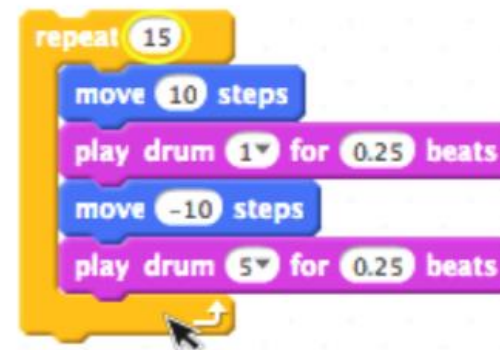 repeat 15
move 10 steps
play drum 1 for 0.25 beats
move -10 steps
play drum 5 for 0.25 beats